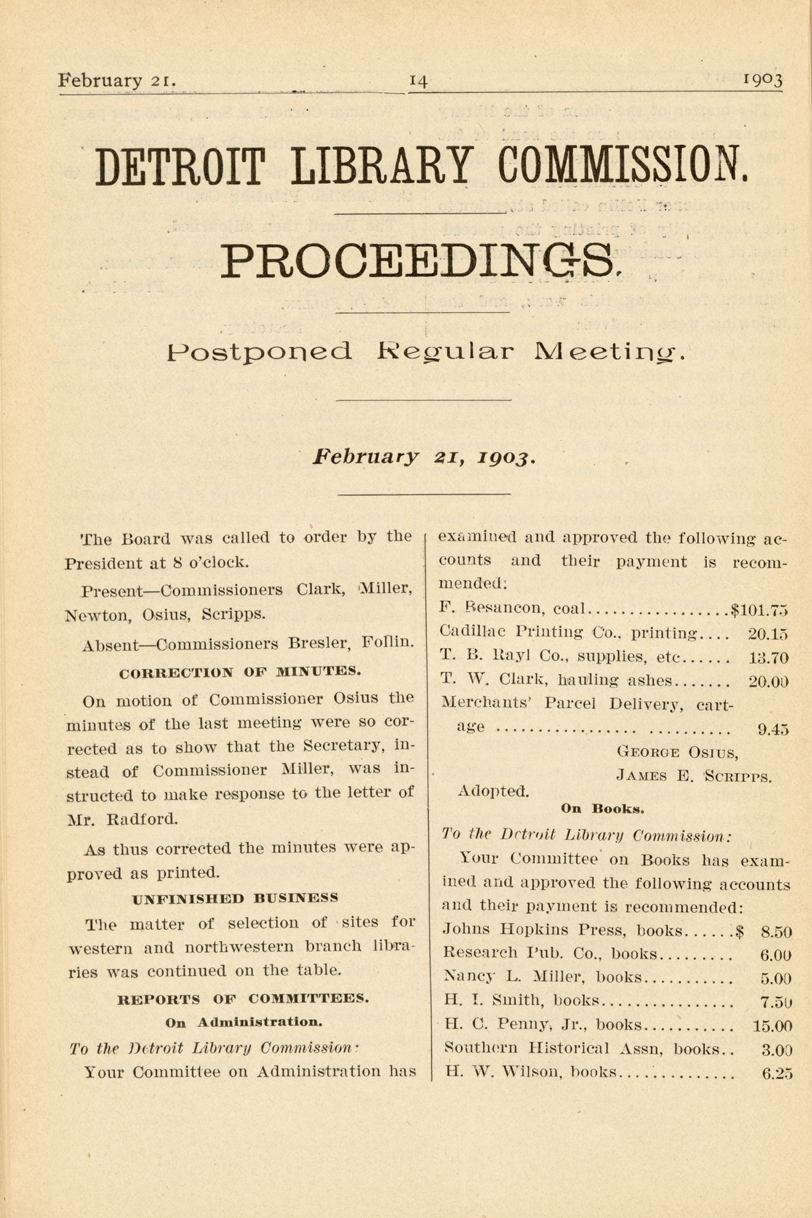 February 21. 14 1903
DETROIT LIBRARY COMMISSION.
PROCEEDINGS.
Postponed Regular Meeting.
February 21, 1903.
The Board was called to order by the
President at 8 o'clock.
Present—Commissioners Clark, Miller,
Newton, Osius, Scripps.
Absent—Commissioners Bresler, Follin.
CORRECTION OF MINUTES.
On motion of Commissioner Osius the
minutes of the last meeting were so cor-
rected as to show that the Secretary, in-
stead of Commissioner Miller, was in-
structed to make response to the letter of
Mr. Radford.
As thus corrected the minutes were ap-
proved as printed.
UNFINISHED BUSINESS
The matter of selection of sites for
western and northwestern branch libra-
ries was continued on the table.
REPORTS OF COMMITTEES.
On Administration.
To the Detroit Library Commission:
Your Committee on Administration has
examined and approved the following ac-
counts and their payment is recom-
mended:
F. Besancon, coal.................$101.75
Cadillac Printing Co., printing.... 20.15
T. B. Rayl Co., supplies, etc...... 13.70
T. W. Clark, hauling ashes....... 20.00
Merchants' Parcel Delivery, cart-
age ................. .......... 9.45
GEORGE OSIUS,
JAMES E. SCRIPPS.
Adopted.
On Books.
To the Detroit Library Commission:
Your Committee on Books has exam-
ined and approved the following accounts
and their payment is recommended:
Johns Hopkins Press, books......$ 8.50
Research Pub. Co., books......... 6.00
Nancy L. Miller, books........... 5.00
H. I. Smith, books................ 7.50
H. C. Penny, Jr., books........... 15.00
Southern Historical Assn, books.. 3.00
H. W. Wilson, books.............. 6.25